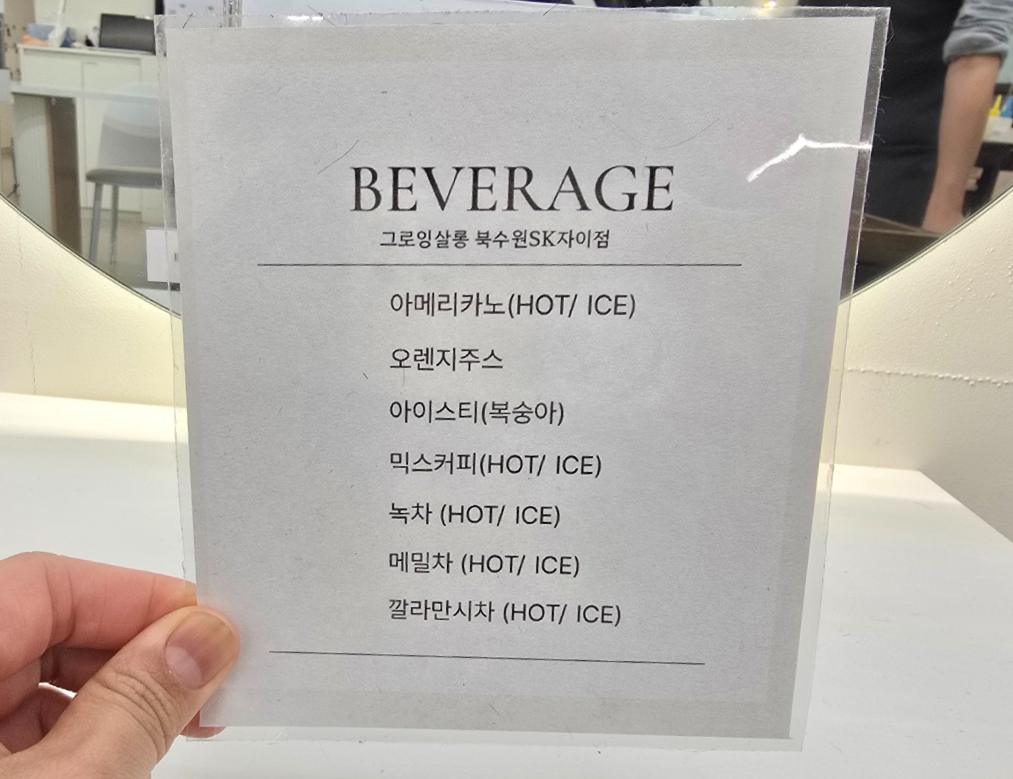 BEVERAGE
그로잉살롱 북수원SK자이점
아메리카노(HOT/ ICE)
오렌지주스
아이스티(복숭아)
믹스커피(HOT/ ICE)
녹차 (HOT/ ICE)
메밀차 (HOT/ ICE)
깔라만시차 (HOT/ ICE)